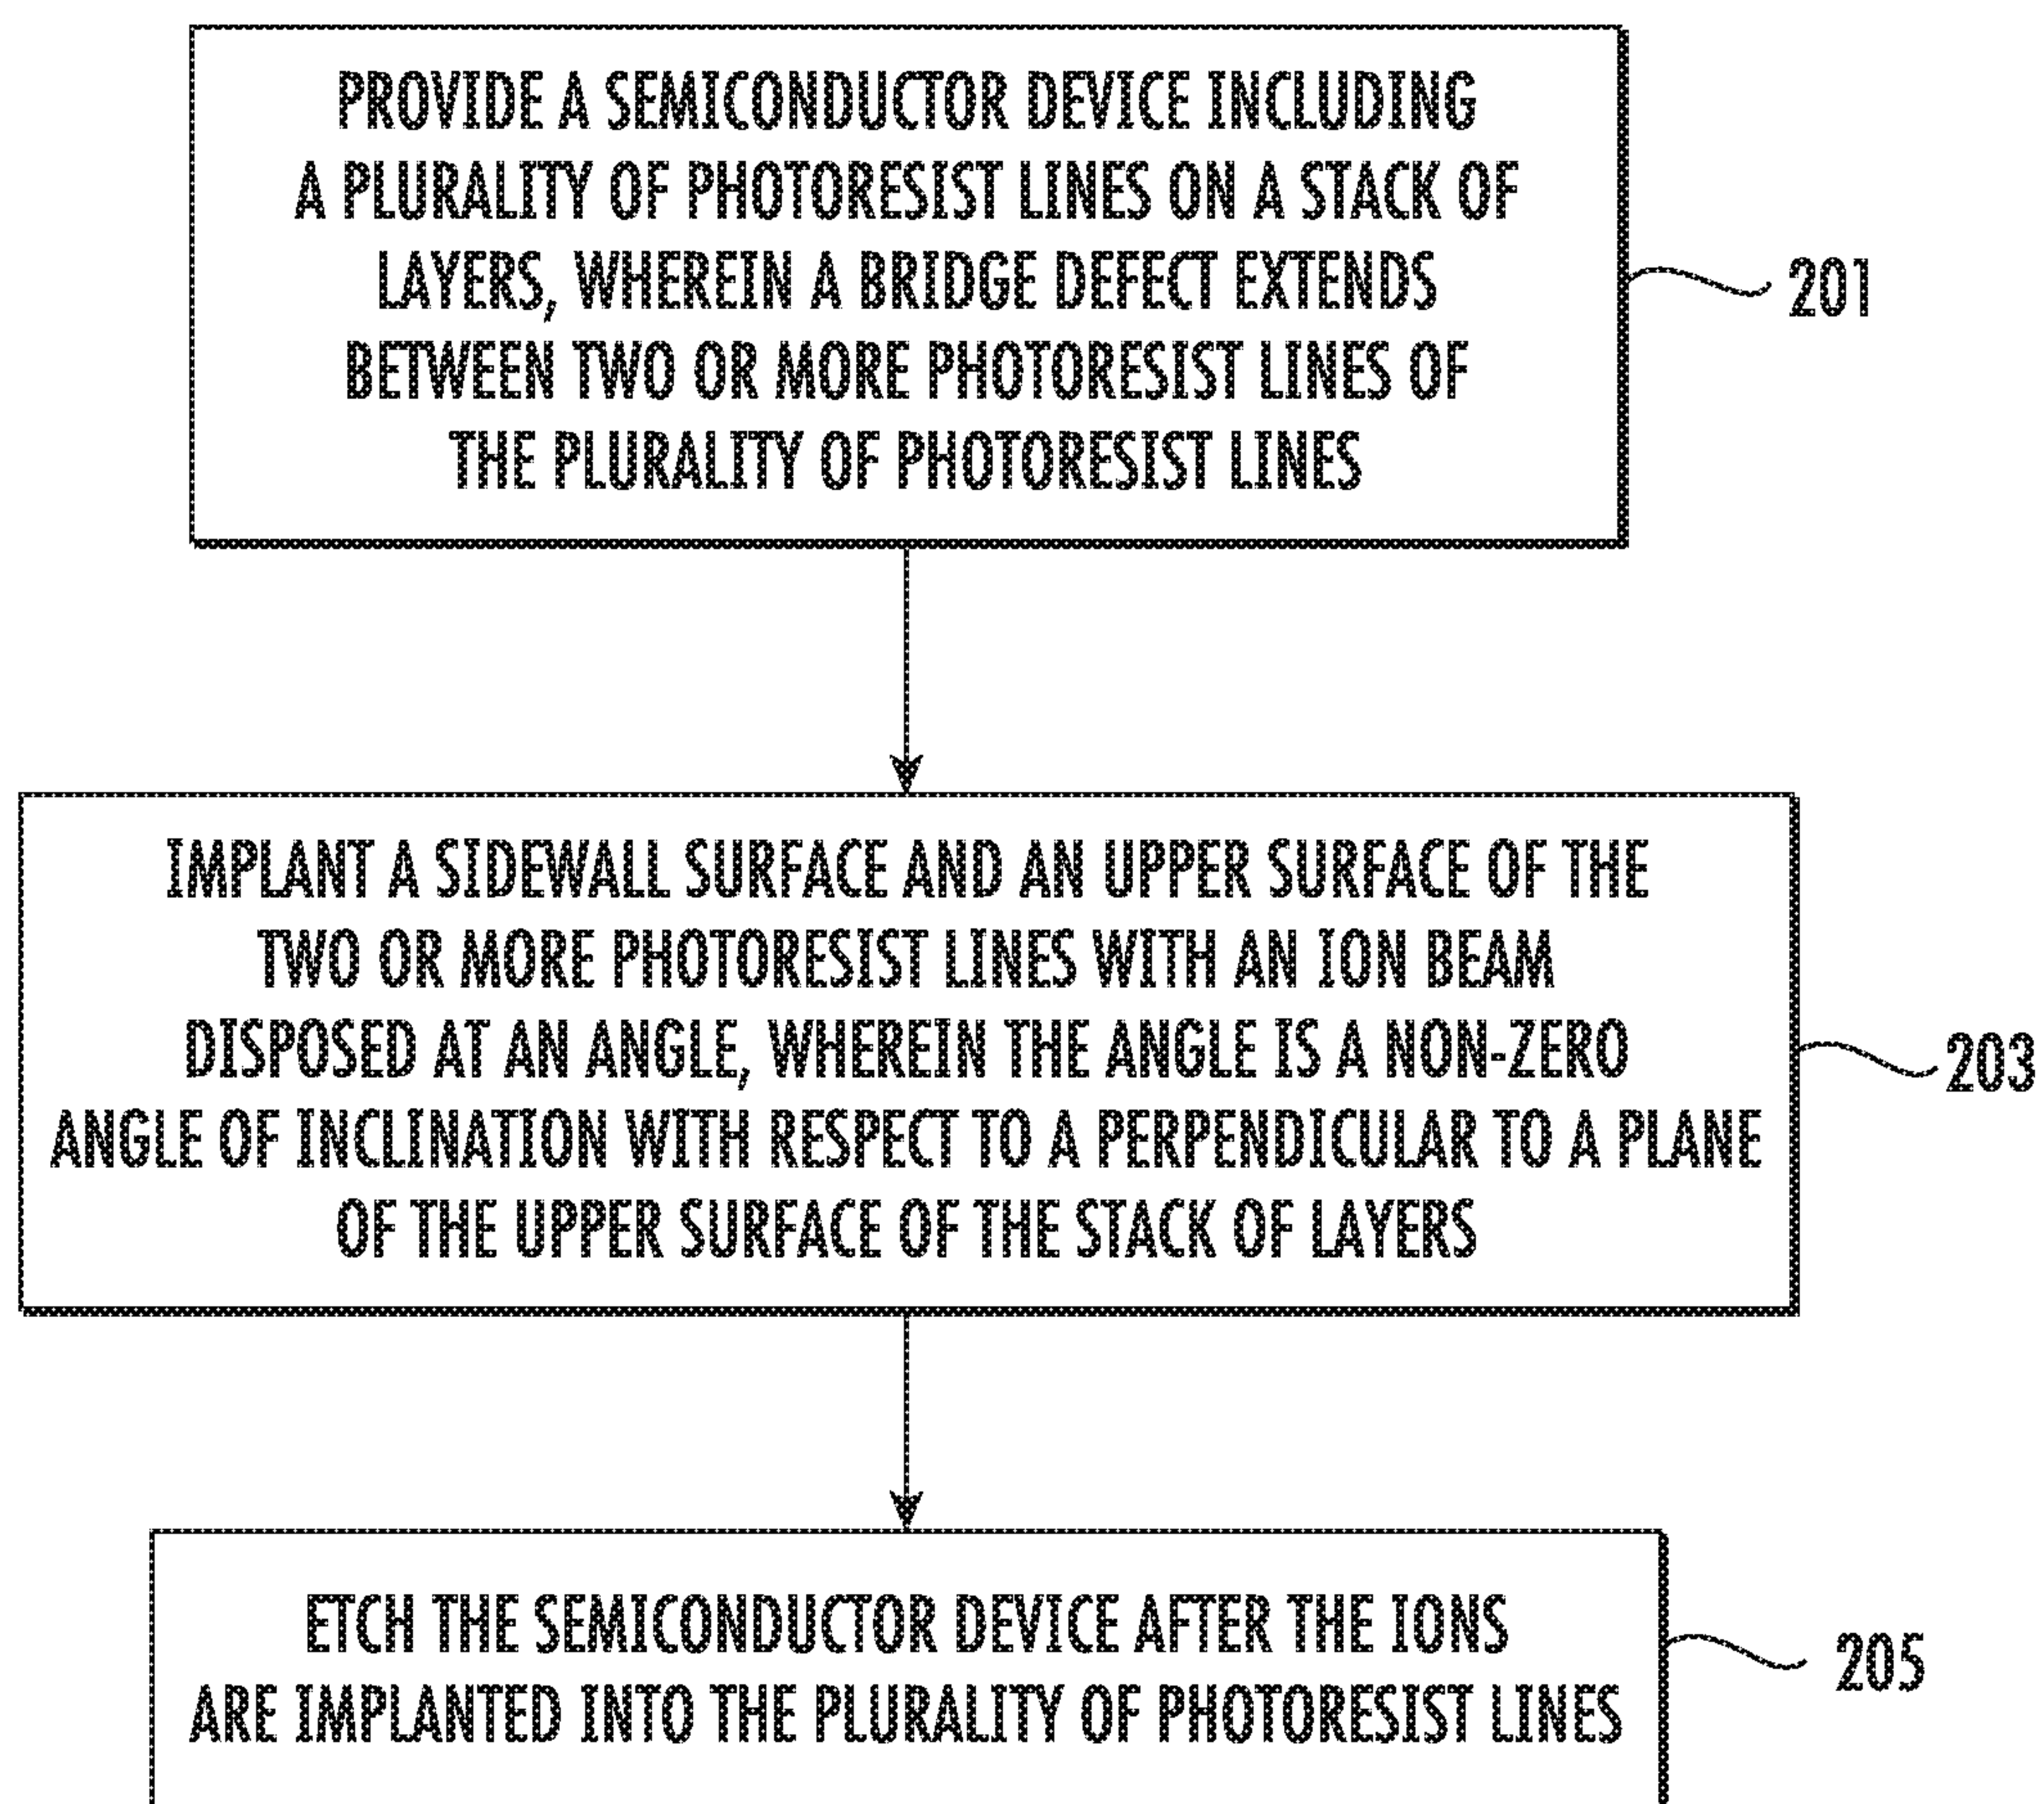 PROVIDE A SEMICONDUCTOR DEVICE INCLUDING
A PLURALITY OF PHOTORESIST LINES ON A STACK OF
LAYERS, WHEREIN A BRIDGE DEFECT EXTENDS
BETWEEN TWO OR MORE PHOTORESIST LINES OF
THE PLURALITY OF PHOTORESIST LINES
201
IMPLANT A SIDEWALL SURFACE AND AN UPPER SURFACE OF THE
TWO OR MORE PHOTORESIST LINES WITH AN ION BEAM
DISPOSED AT AN ANGLE, WHEREIN THE ANGLE IS A NON-ZERO
ANGLE OF INCLINATION WITH RESPECT TO A PERPENDICULAR TO A PLANE
OF THE UPPER SURFACE OF THE STACK OF LAYERS
203
ETCH THE SEMICONDUCTOR DEVICE AFTER THE IONS
ARE IMPLANTED INTO THE PLURALITY OF PHOTORESIST LINES
205